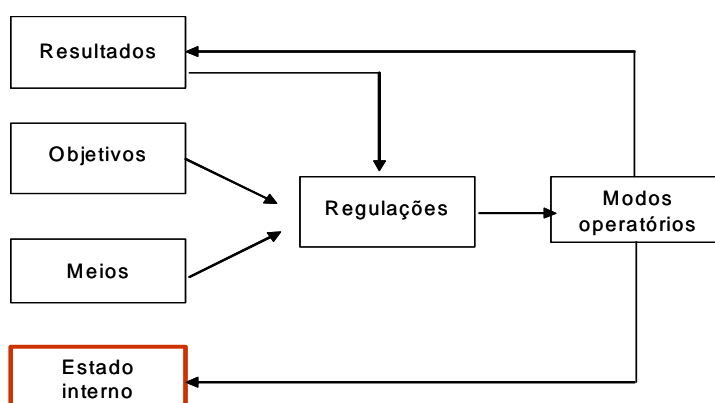 Resultados
Objetivos
Regulações
Modos
operatórios
Meios
Estado
interno